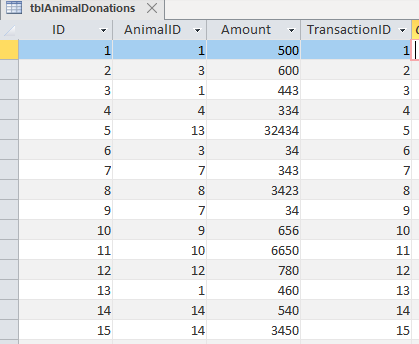 tblAnimalDonations
ID AnimalID Amount TransactionID
1 1 500 1
2 3 600 2
3 1 443 3
4 4 334 4
5 13 32434 5
6 3 34 6
7 7 343 7
8 8 3423 8
9 7 34 9
10 9 656 10
11 10 6650 11
12 12 780 12
13 1 460 13
14 14 540 14
15 14 3450 15